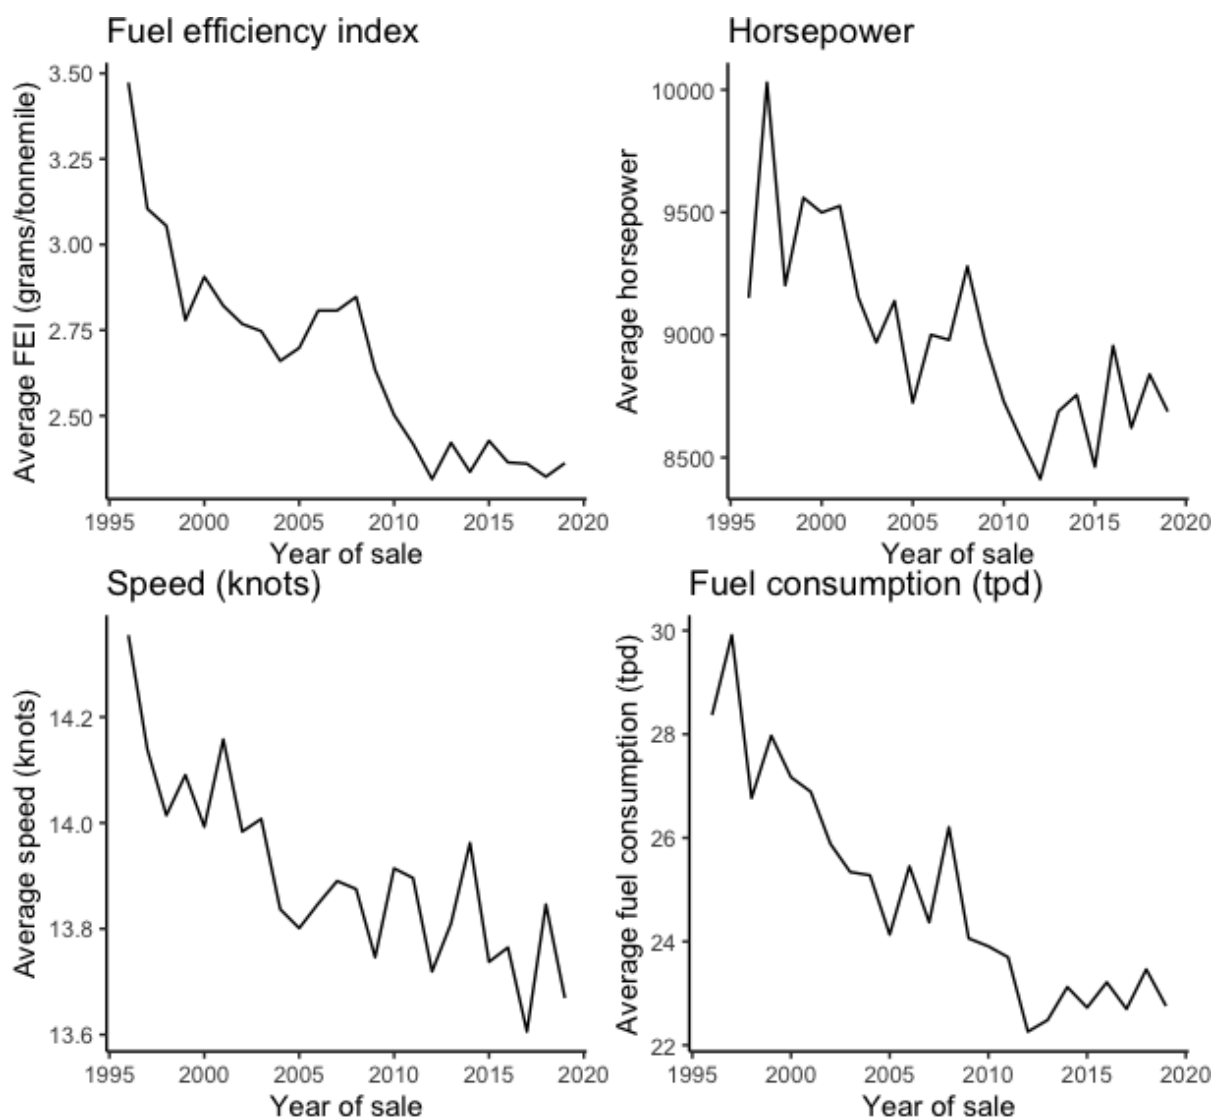 Fuel efficiency index
Average FEI (grams/tonnemile)
3.50
3.25
3.00
2.75
2.50
1995 2000 2005 2010 2015 2020
Year of sale
Horsepower
Average horsepower
10000
9500
9000
8500
1995 2000 2005 2010 2015 2020
Year of sale
Speed (knots)
Average speed (knots)
14.2
14.0
13.8
13.6
1995 2000 2005 2010 2015 2020
Year of sale
Fuel consumption (tpd)
Average fuel consumption (tpd)
30
28
26
24
22
1995 2000 2005 2010 2015 2020
Year of sale